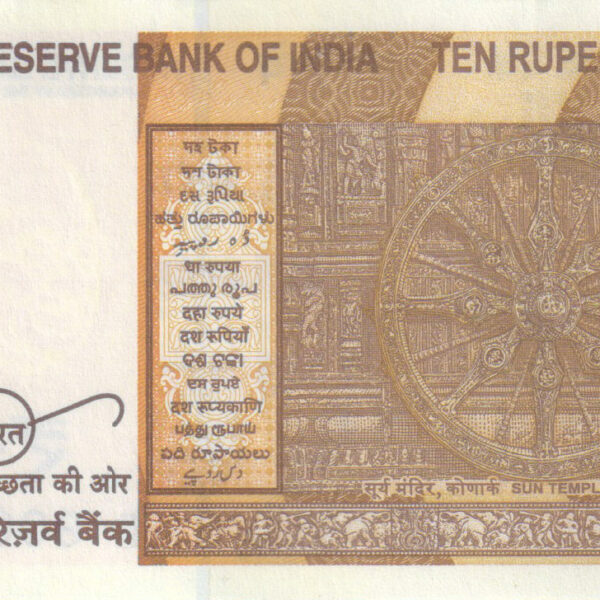 ESERVE BANK OF INDIA TEN RUPE
দহ টকা
দশ টাকা
દસ રૂપિયા
ಹತ್ತು ರೂಪಾಯಿಗಳು
धा रुपया
പത്തു രൂപ
दहा रुपये
दश रूपियाँ
ଦଶ ଟଙ୍କା
ਦਸ ਰੁਪਏ
दश रूप्यकाणि
பத்து ரூபாய்
పది రూపాయలు
دس روپے
रत
च्छता की ओर
रिज़र्व बैंक
सूर्य मंदिर, कोणार्क SUN TEMPL